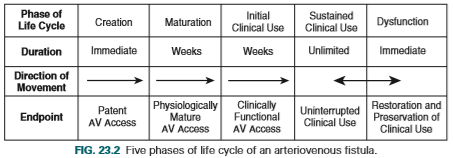 Phase of Life Cycle Creation Maturation Initial Clinical Use Sustained Clinical Use Dysfunction
Duration Immediate Weeks Weeks Unlimited Immediate
Direction of Movement
Endpoint Patent AV Access Physiologically Mature AV Access Clinically Functional AV Access Uninterrupted Clinical Use Restoration and Preservation of Clinical Use
FIG. 23.2 Five phases of life cycle of an arteriovenous fistula.